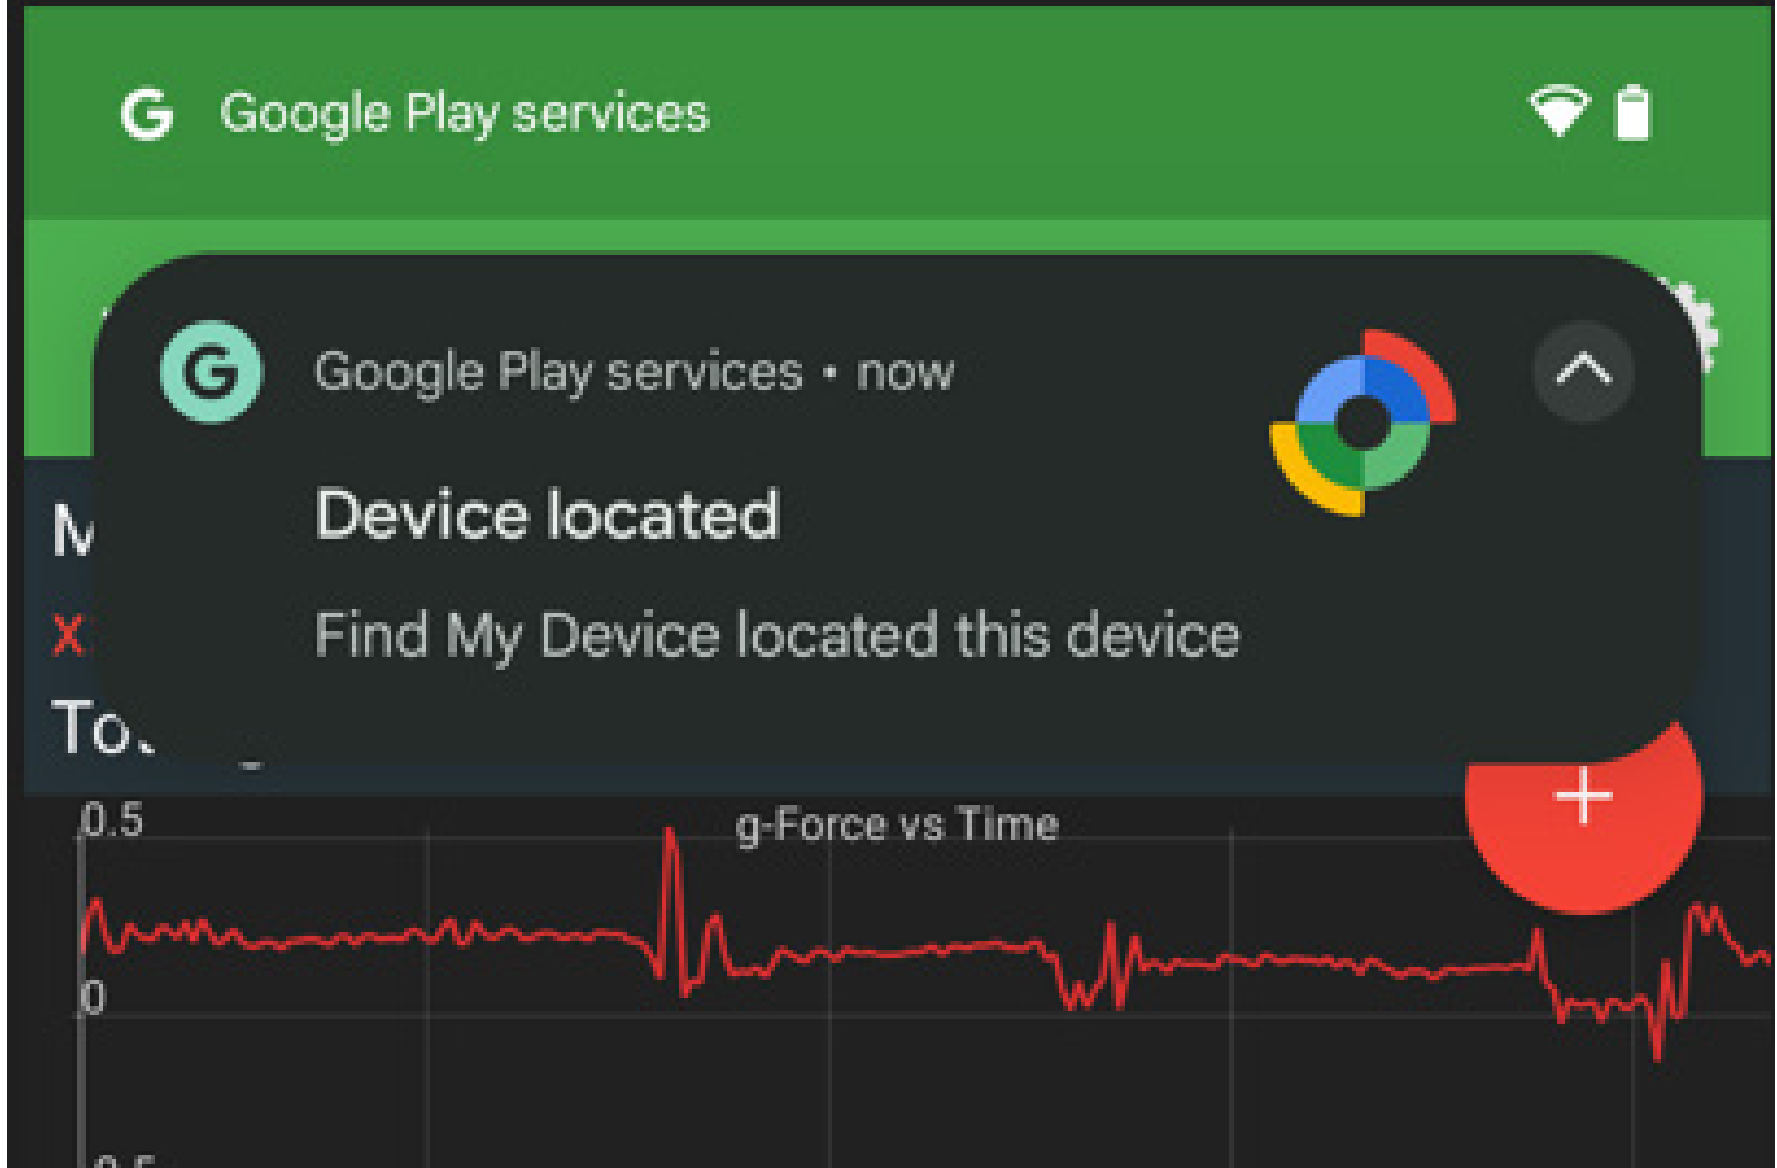 G Google Play services
G Google Play services • now
Device located
Find My Device located this device
x
0.5
g-Force vs Time
0